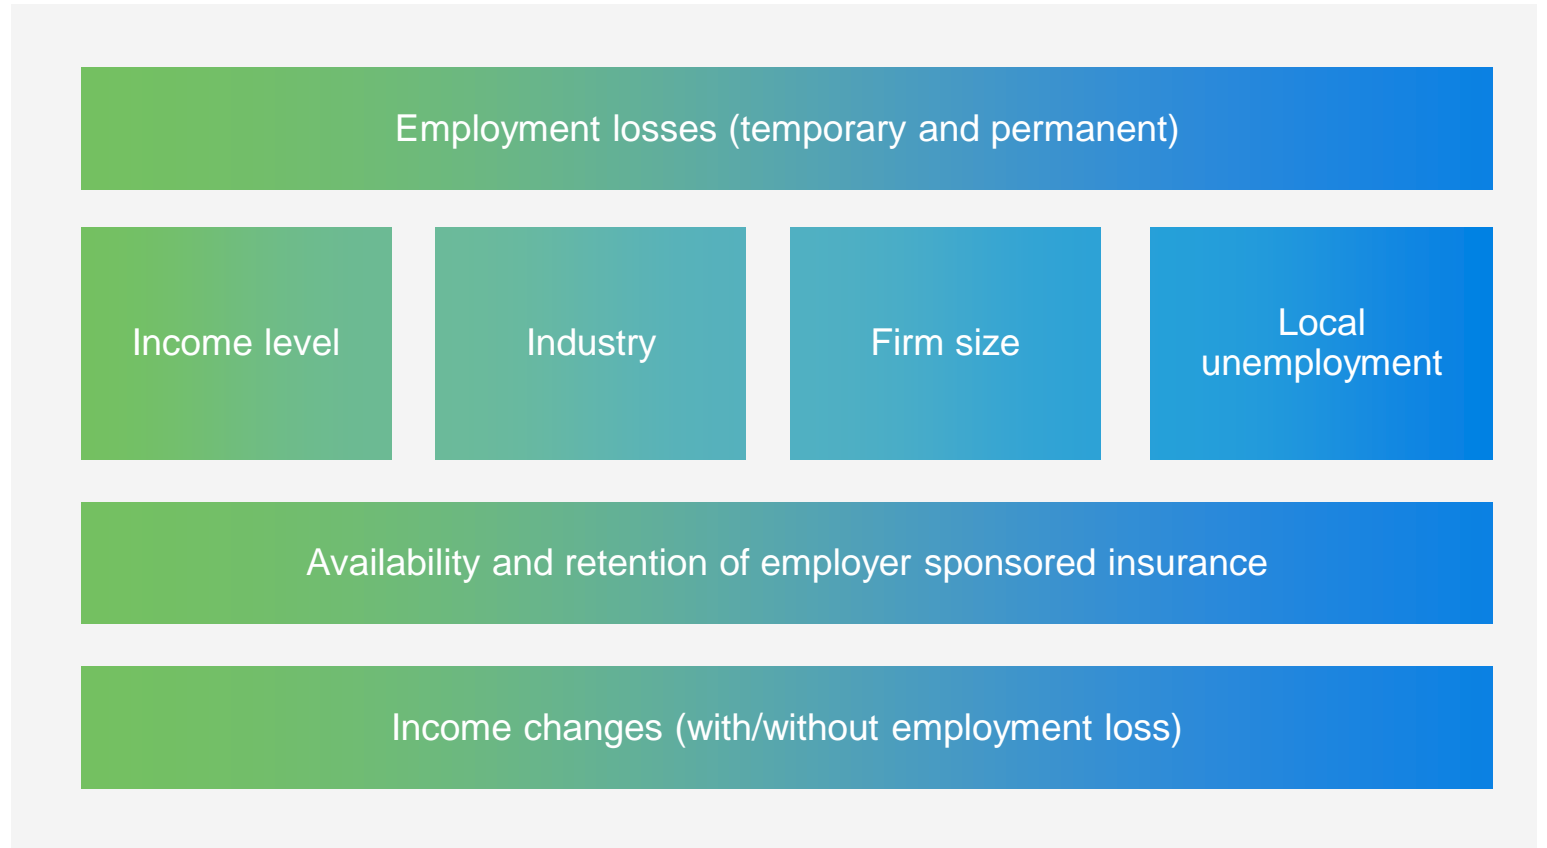 Employment losses (temporary and permanent)
Income level
Industry
Firm size
Local
unemployment
Availability and retention of employer sponsored insurance
Income changes (with/without employment loss)